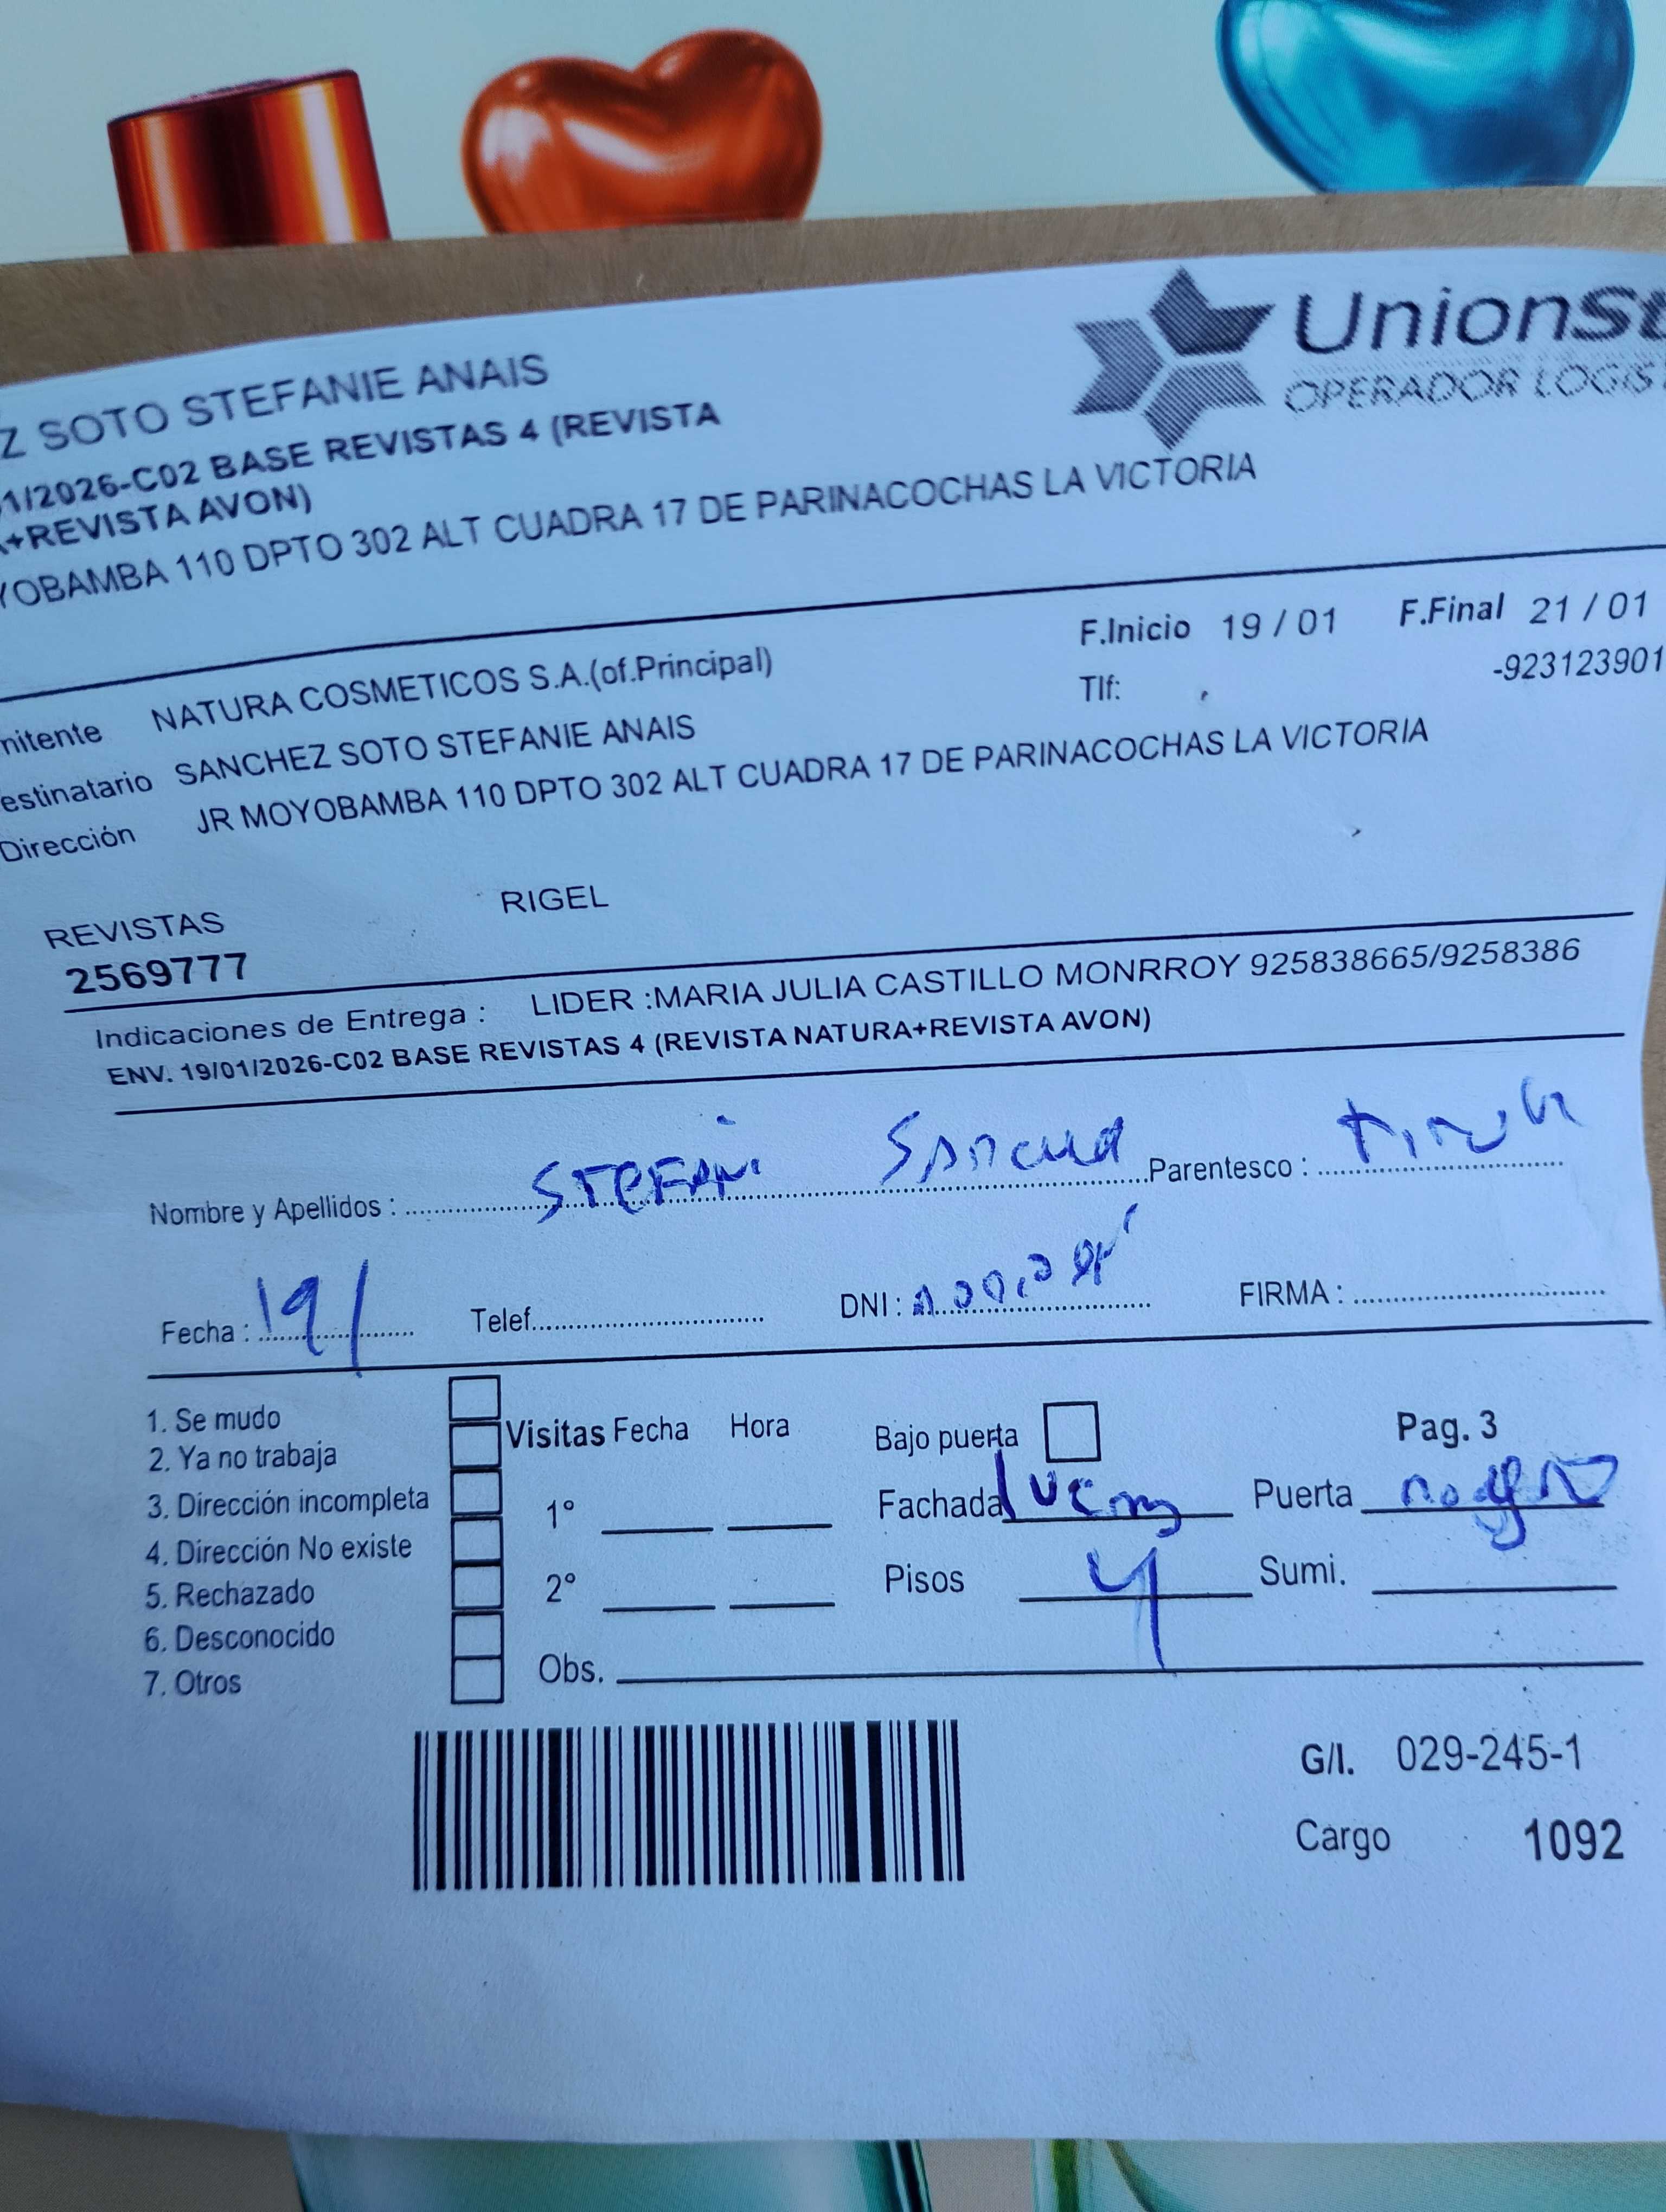 Z SOTO STEFANIE ANAIS
UnionSt
OPERADOR LOGIS
1/2026-C02 BASE REVISTAS 4 (REVISTA
+REVISTA AVON)
YOBAMBA 110 DPTO 302 ALT CUADRA 17 DE PARINACOCHAS LA VICTORIA
F.Inicio 19 / 01 F.Final 21 / 01
nitente NATURA COSMETICOS S.A.(of.Principal) Tlf: -923123901
estinatario SANCHEZ SOTO STEFANIE ANAIS
Dirección JR MOYOBAMBA 110 DPTO 302 ALT CUADRA 17 DE PARINACOCHAS LA VICTORIA
REVISTAS RIGEL
2569777
Indicaciones de Entrega : LIDER :MARIA JULIA CASTILLO MONRROY 925838665/9258386
ENV. 19/01/2026-C02 BASE REVISTAS 4 (REVISTA NATURA+REVISTA AVON)
Nombre y Apellidos : STEFANI Parentesco :
Fecha : 19/ Telef. DNI : FIRMA :
1. Se mudo
2. Ya no trabaja
3. Dirección incompleta
4. Dirección No existe
5. Rechazado
6. Desconocido
7. Otros
Visitas Fecha Hora
1°
2°
Obs.
Bajo puerta Pag. 3
Fachada Puerta
Pisos 4 Sumi.
G/I. 029-245-1
Cargo 1092